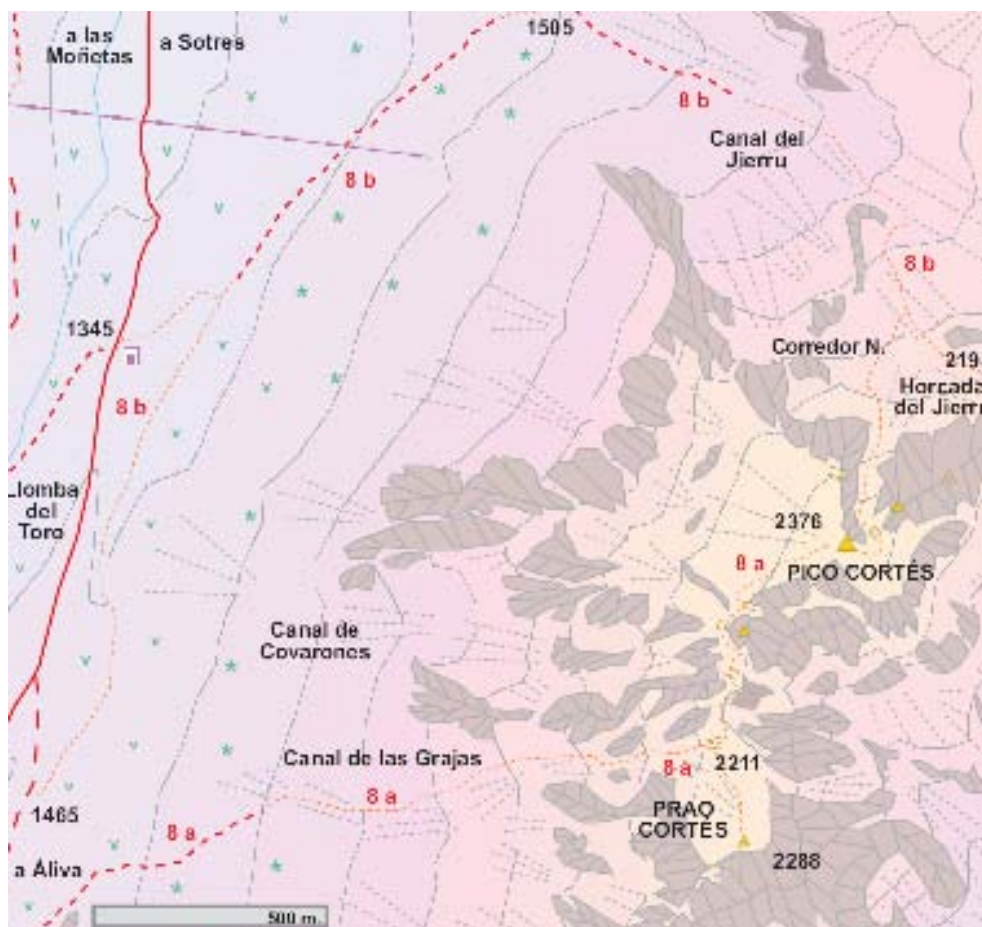 a las
Moñetas
a Sotres
1505
8 b
Canal del
Jierru
8 b
8 b
1345
Corredor N.
219
Horcada
del Jierru
8 b
Llomba
del
Toro
2376
8 a
PICO CORTÉS
Canal de
Covarones
Canal de las Grajas
8 a
2211
8 a
PRAO
CORTÉS
1465
8 a
a Áliva
2288
500 m.